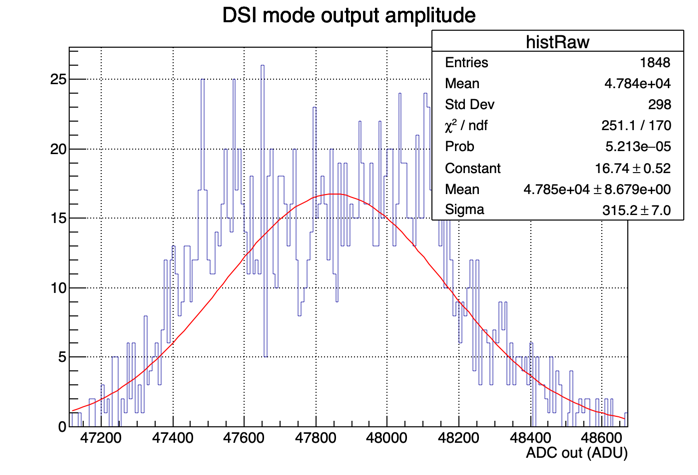 DSI mode output amplitude
histRaw
Entries 1848
Mean 4.784e+04
Std Dev 298
χ² / ndf 251.1 / 170
Prob 5.213e−05
Constant 16.74 ± 0.52
Mean 4.785e+04 ± 8.679e+00
Sigma 315.2 ± 7.0
25
20
15
10
5
0
47200 47400 47600 47800 48000 48200 48400 48600
ADC out (ADU)